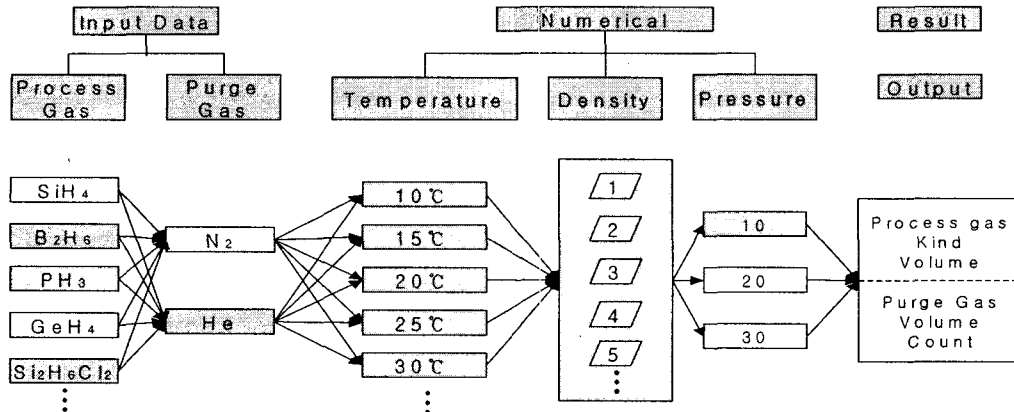 Input Data
Numerical
Result
Process Gas
Purge Gas
Temperature
Density
Pressure
Output
SiH₄
B₂H₆
PH₃
GeH₄
Si₂H₆Cl₂
N₂
He
10℃
15℃
20℃
25℃
30℃
1
2
3
4
5
10
20
30
Process gas
Kind
Volume
Purge Gas
Volume
Count